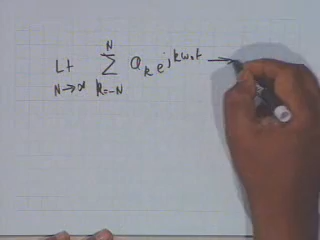 Lt N→∞ N Σ k=-N a_k e^{jkω₀t} →